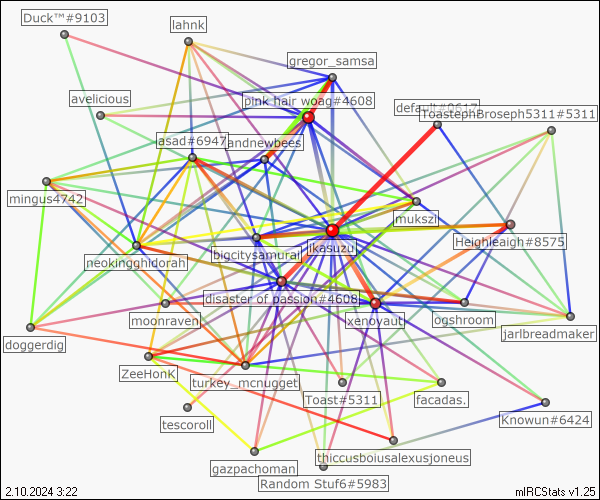 Duck™#9103
lahnk
gregor_samsa
avelicious
pink hair woag#4608
default#0617
ToastephBroseph5311#5311
jasad#6947
andnewbees
mingus4742
mukszi
Heighleaigh#8575
neokingghidorah
bigcitysamurai
jikasuzu
disaster of passion#4608
moonraven
xenoyaut
ogshroom
jarlbreadmaker
doggerdig
ZeeHonK
turkey_mcnugget
Toast#5311
facadas.
tescoroll
Knowun#6424
thiccusboiusalexusjoneus
gazpachoman
Random Stuf6#5983
2.10.2024 3:22
mIRCStats v1.25